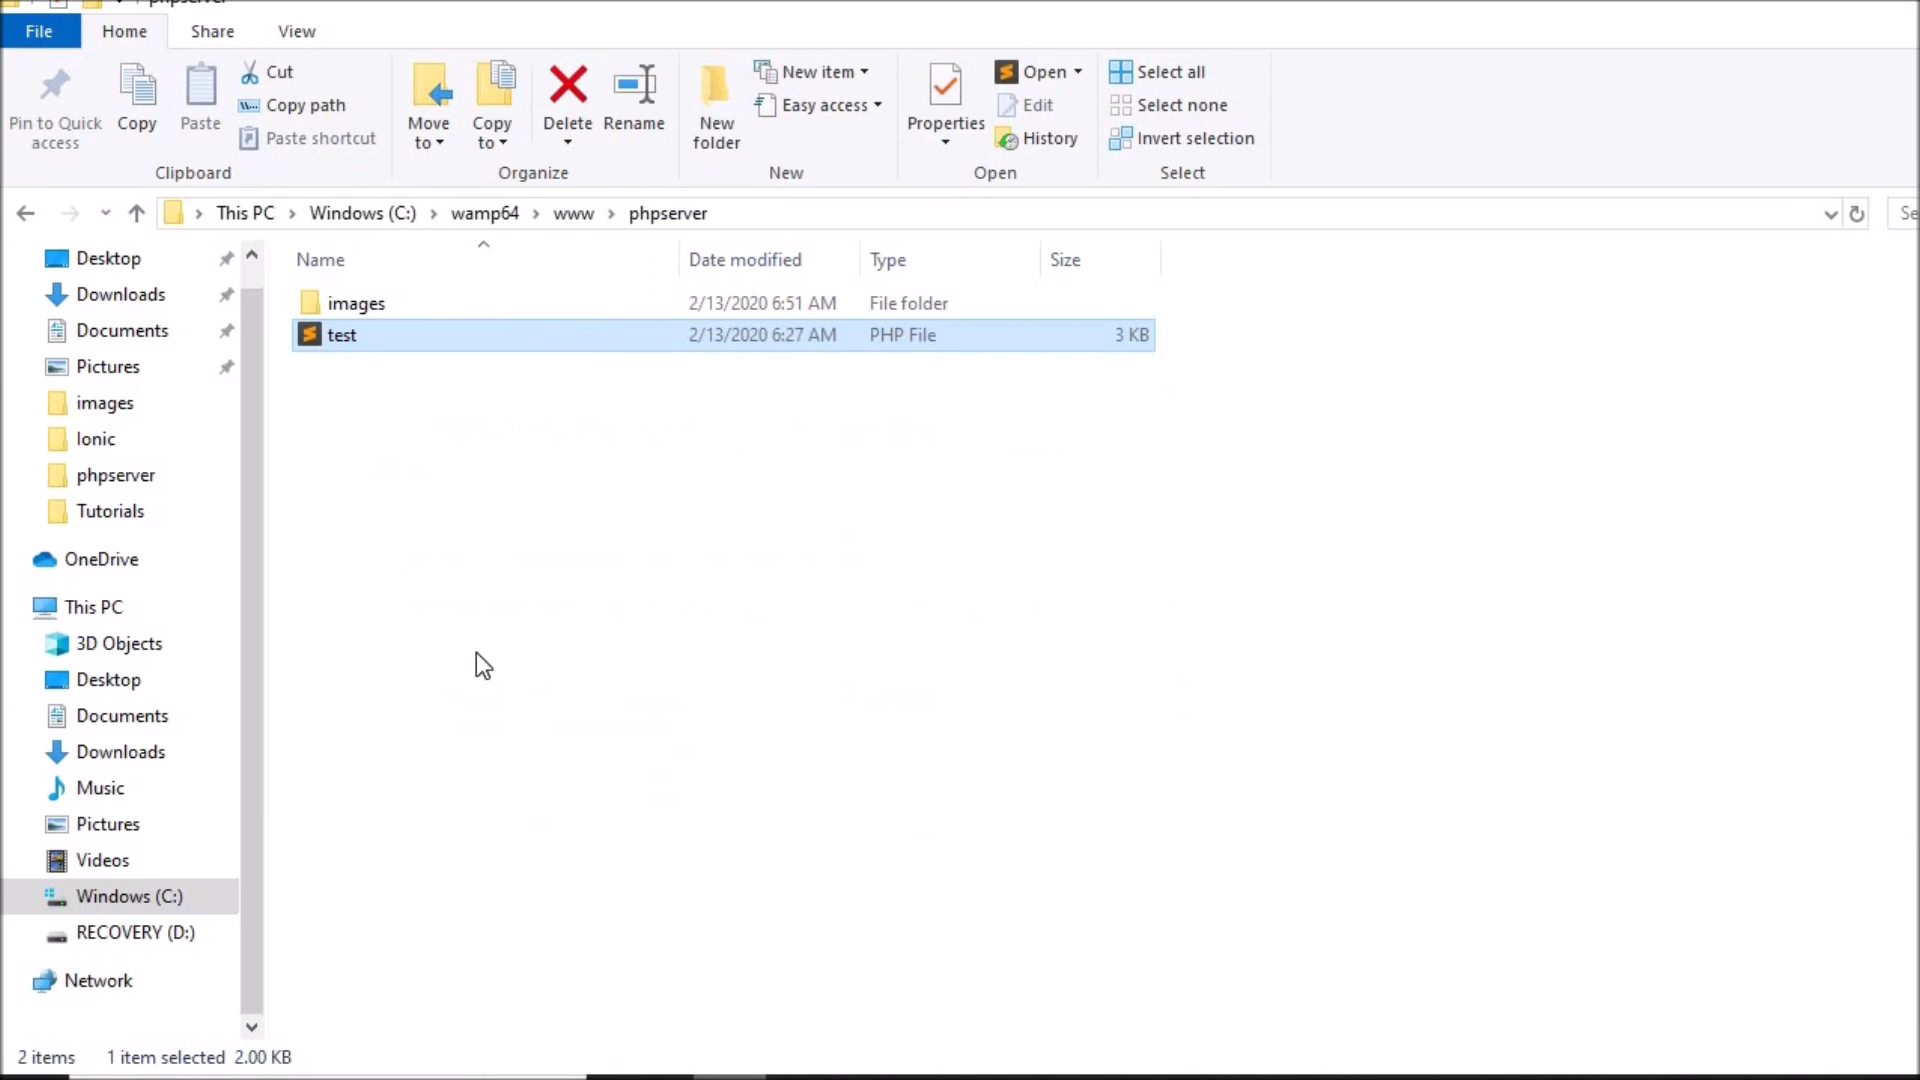 phpserver
File Home Share View
Pin to Quick access
Copy
Paste
Cut
Copy path
Paste shortcut
Clipboard
Move to
Copy to
Delete
Rename
Organize
New folder
New item
Easy access
New
Properties
Open
Edit
History
Open
Select all
Select none
Invert selection
Select
This PC > Windows (C:) > wamp64 > www > phpserver
Se
Desktop
Downloads
Documents
Pictures
images
Ionic
phpserver
Tutorials
OneDrive
This PC
3D Objects
Desktop
Documents
Downloads
Music
Pictures
Videos
Windows (C:)
RECOVERY (D:)
Network
Name Date modified Type Size
images 2/13/2020 6:51 AM File folder
test 2/13/2020 6:27 AM PHP File 3 KB
2 items 1 item selected 2.00 KB